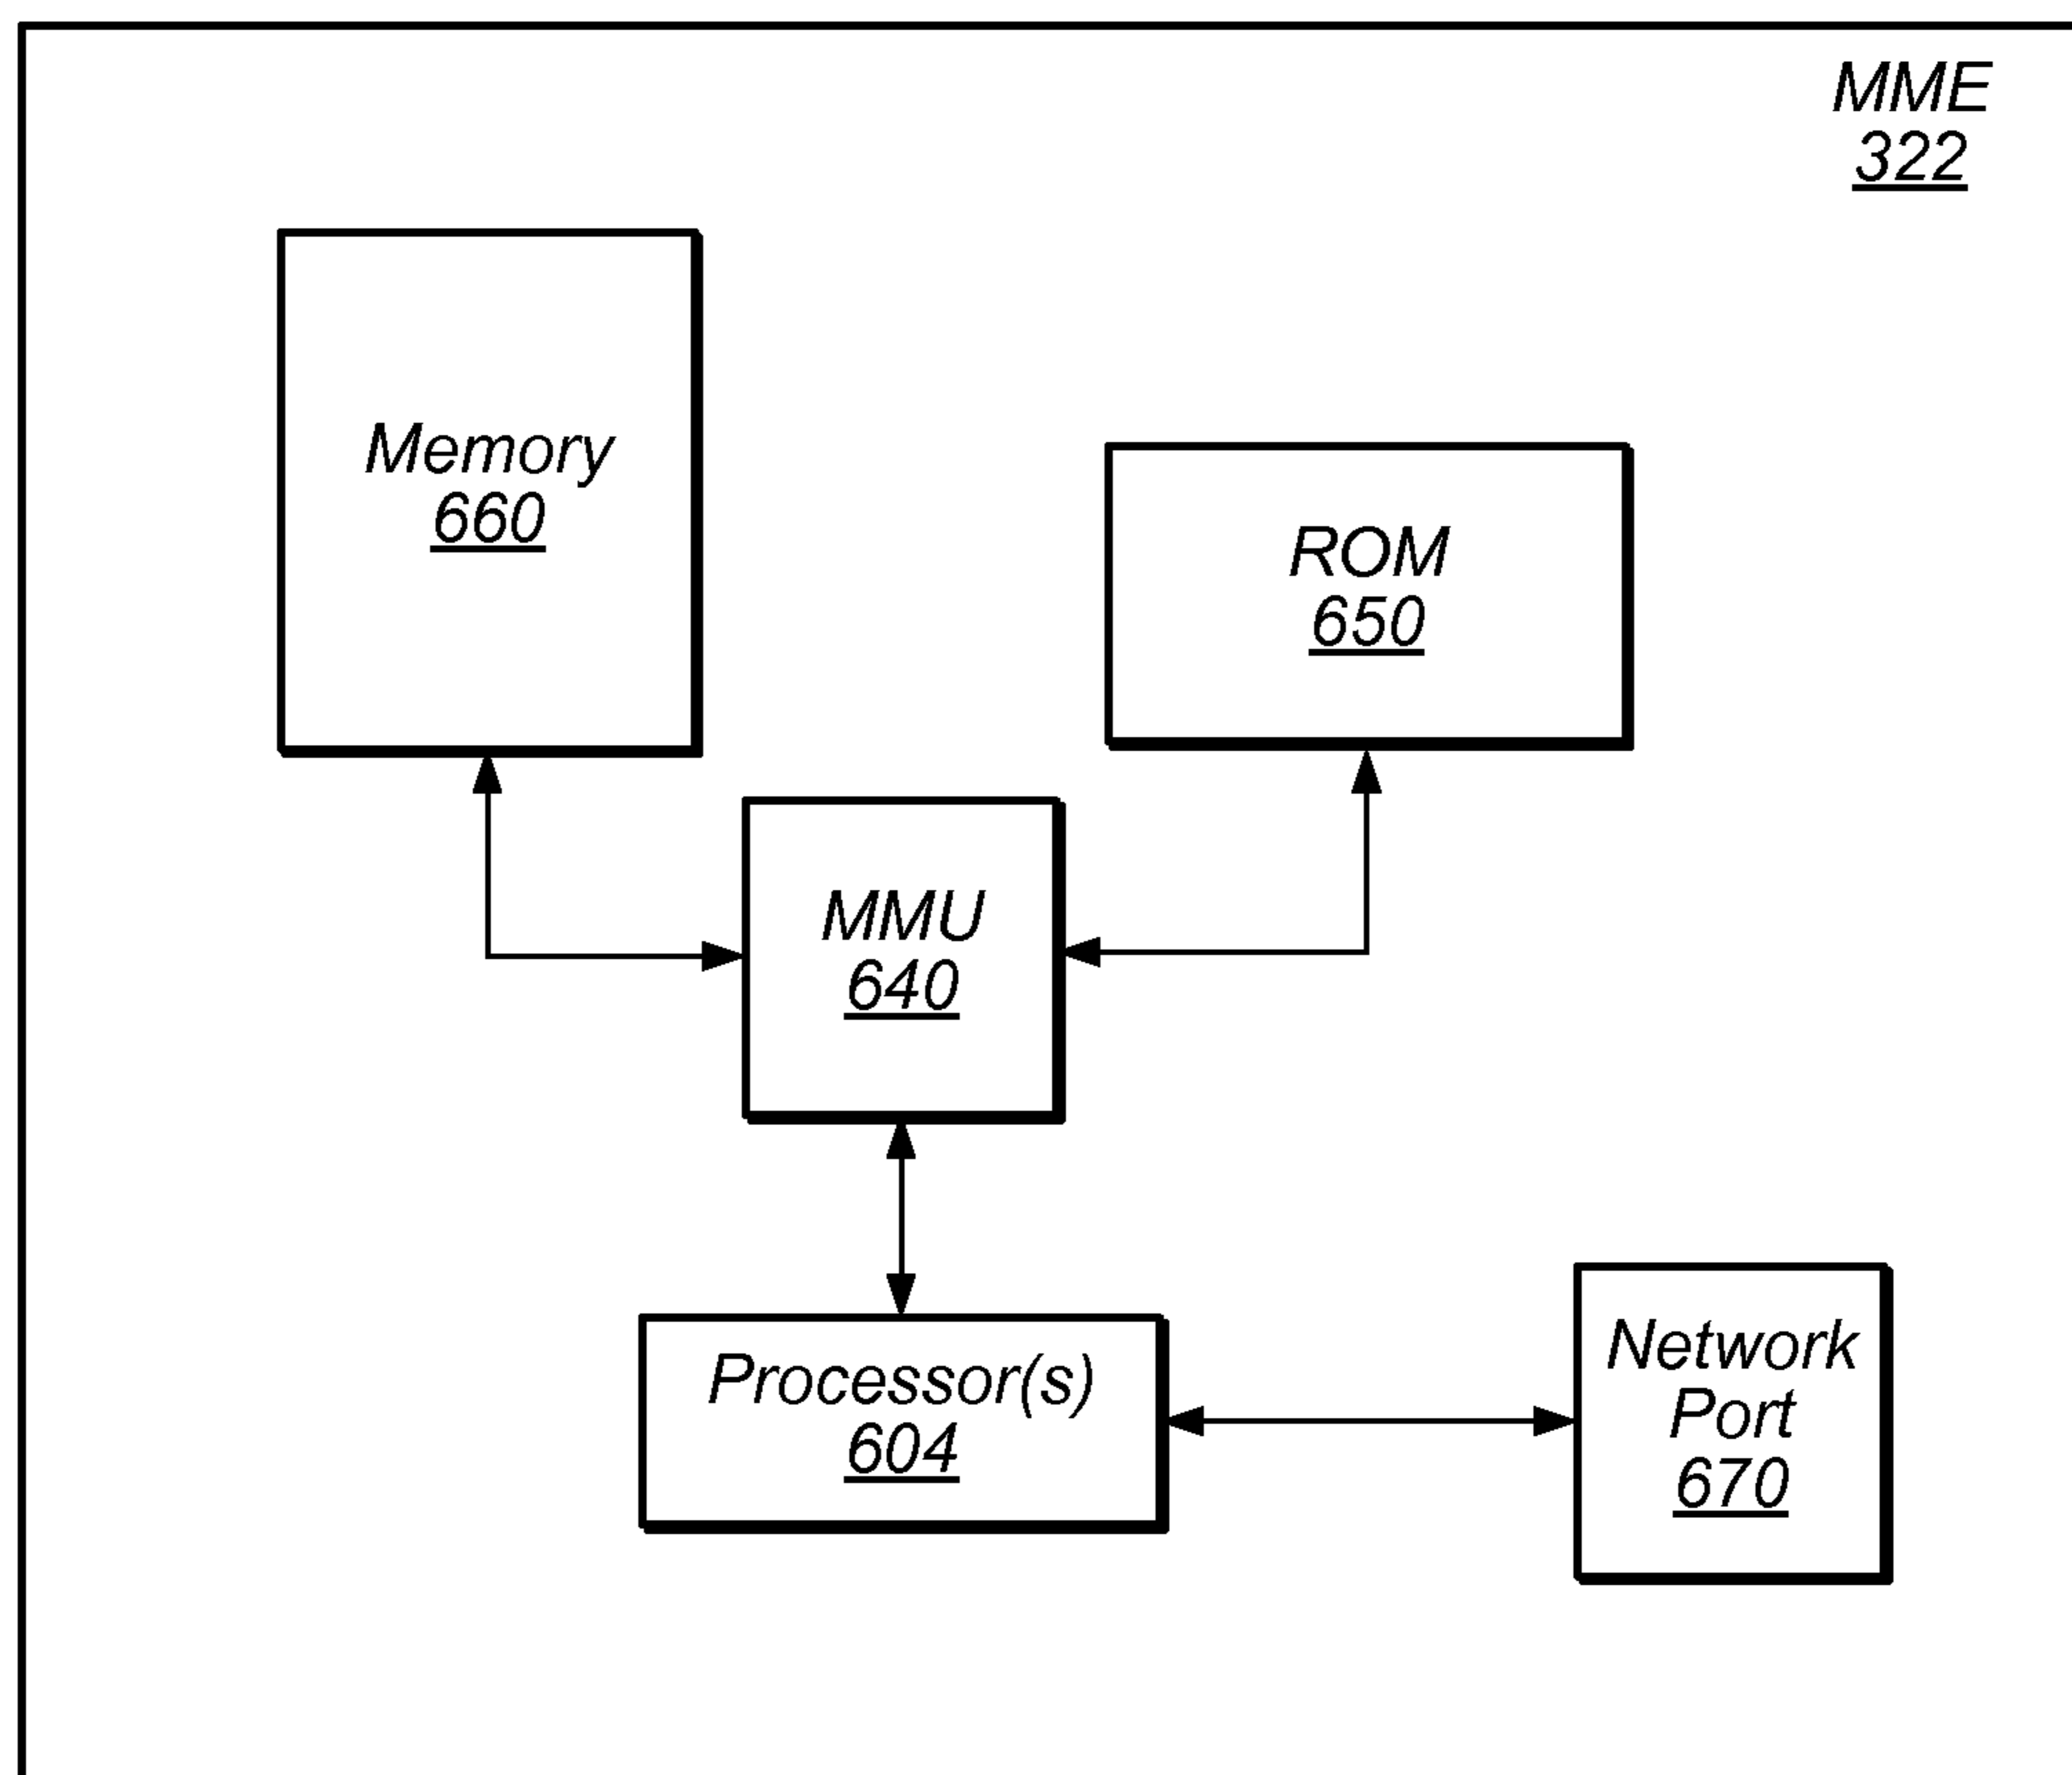 MME
322
Memory
660
ROM
650
MMU
640
Processor(s)
604
Network
Port
670